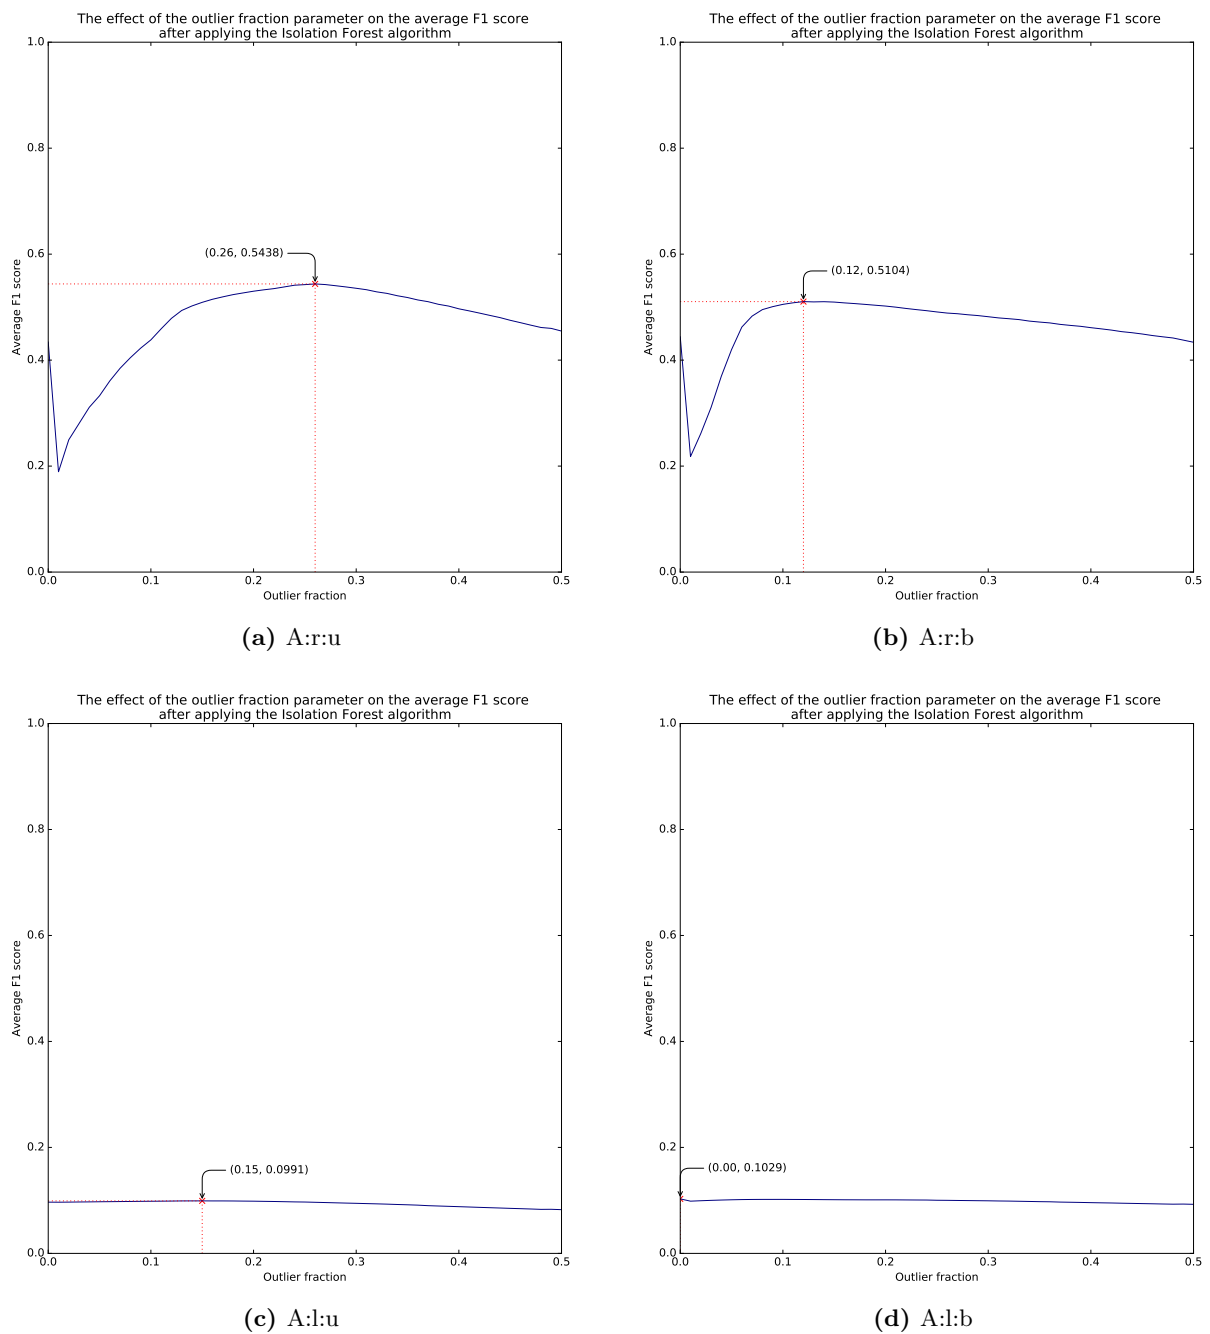 The effect of the outlier fraction parameter on the average F1 score
after applying the Isolation Forest algorithm
1.0
0.8
0.6
0.4
0.2
0.0
Average F1 score
(0.26, 0.5438)
0.0 0.1 0.2 0.3 0.4 0.5
Outlier fraction
(a) A:r:u
The effect of the outlier fraction parameter on the average F1 score
after applying the Isolation Forest algorithm
1.0
0.8
0.6
0.4
0.2
0.0
Average F1 score
(0.12, 0.5104)
0.0 0.1 0.2 0.3 0.4 0.5
Outlier fraction
(b) A:r:b
The effect of the outlier fraction parameter on the average F1 score
after applying the Isolation Forest algorithm
1.0
0.8
0.6
0.4
0.2
0.0
Average F1 score
(0.15, 0.0991)
0.0 0.1 0.2 0.3 0.4 0.5
Outlier fraction
(c) A:l:u
The effect of the outlier fraction parameter on the average F1 score
after applying the Isolation Forest algorithm
1.0
0.8
0.6
0.4
0.2
0.0
Average F1 score
(0.00, 0.1029)
0.0 0.1 0.2 0.3 0.4 0.5
Outlier fraction
(d) A:l:b